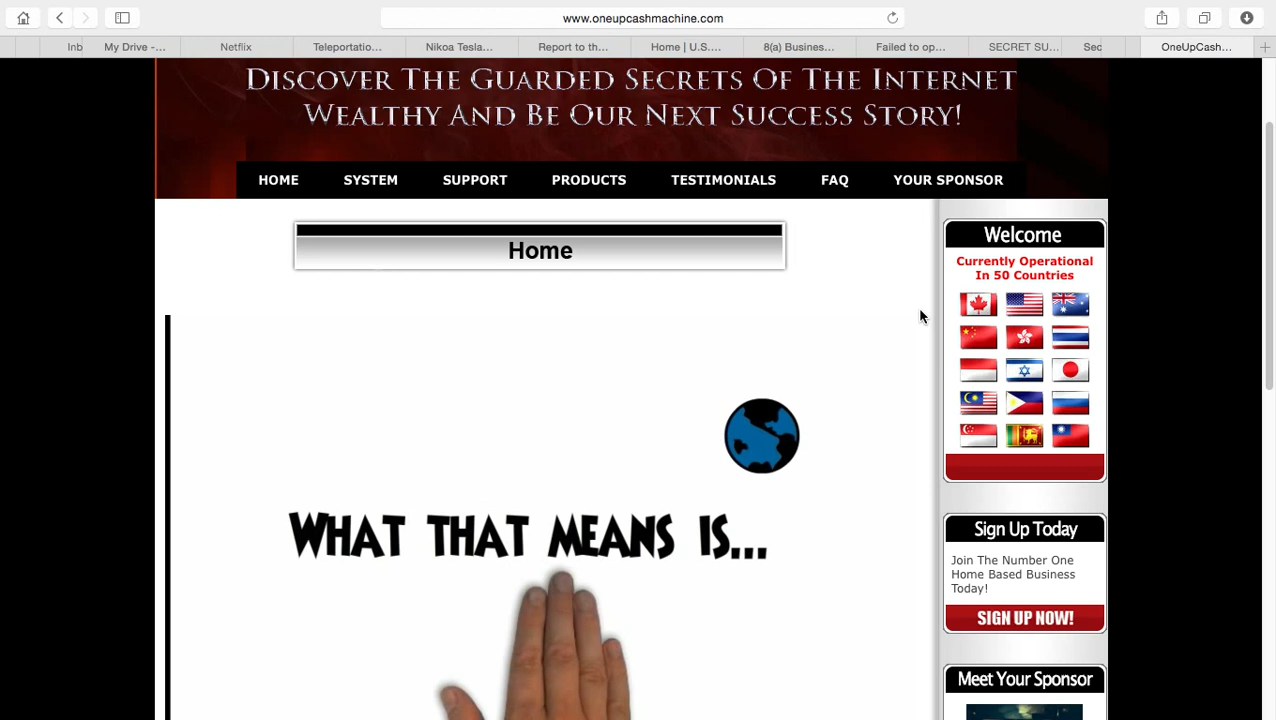 www.oneupcashmachine.com
Inb
My Drive -...
Netflix
Teleportatio...
Nikoa Tesla...
Report to th...
Home | U.S....
8(a) Busines...
Failed to op...
SECRET SU...
Sec
OneUpCash...
Discover The Guarded Secrets Of The Internet
Wealthy And Be Our Next Success Story!
HOME
SYSTEM
SUPPORT
PRODUCTS
TESTIMONIALS
FAQ
YOUR SPONSOR
Home
Welcome
Currently Operational
In 50 Countries
What that means is...
Sign Up Today
Join The Number One
Home Based Business
Today!
SIGN UP NOW!
Meet Your Sponsor